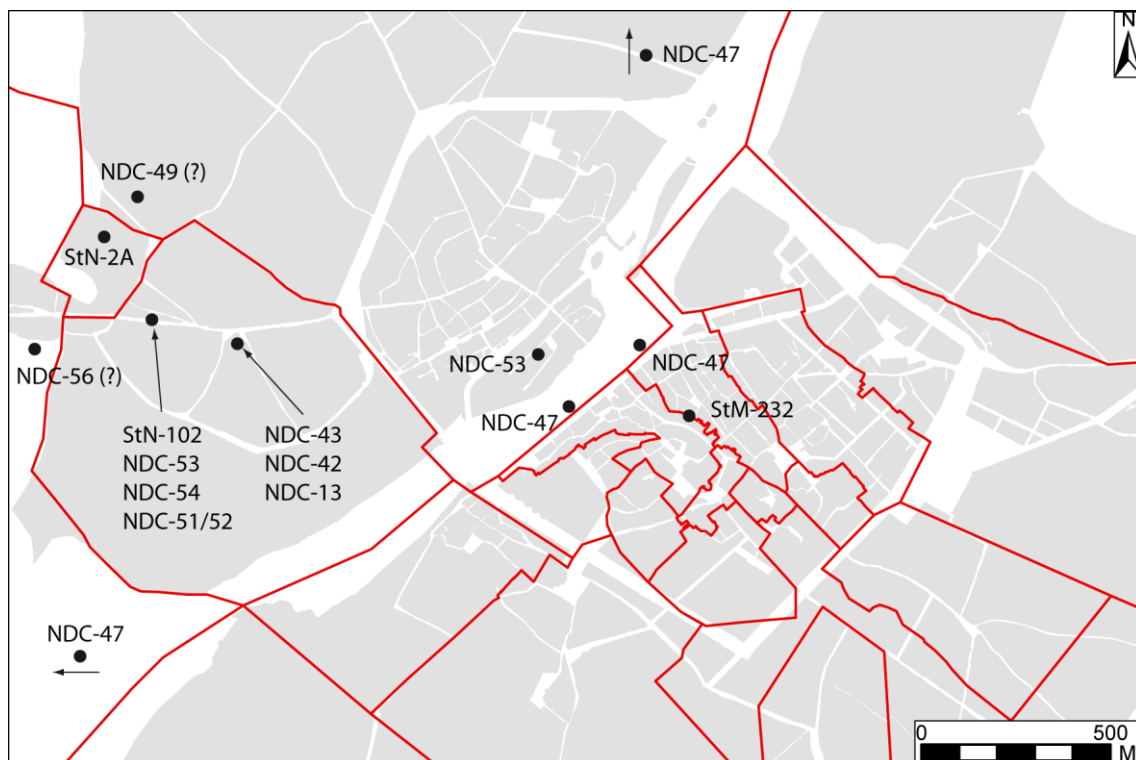 N
NDC-47
NDC-49 (?)
StN-2A
NDC-53
NDC-47
NDC-56 (?)
NDC-47
StM-232
StN-102
NDC-53
NDC-54
NDC-51/52
NDC-43
NDC-42
NDC-13
NDC-47
0 500
M